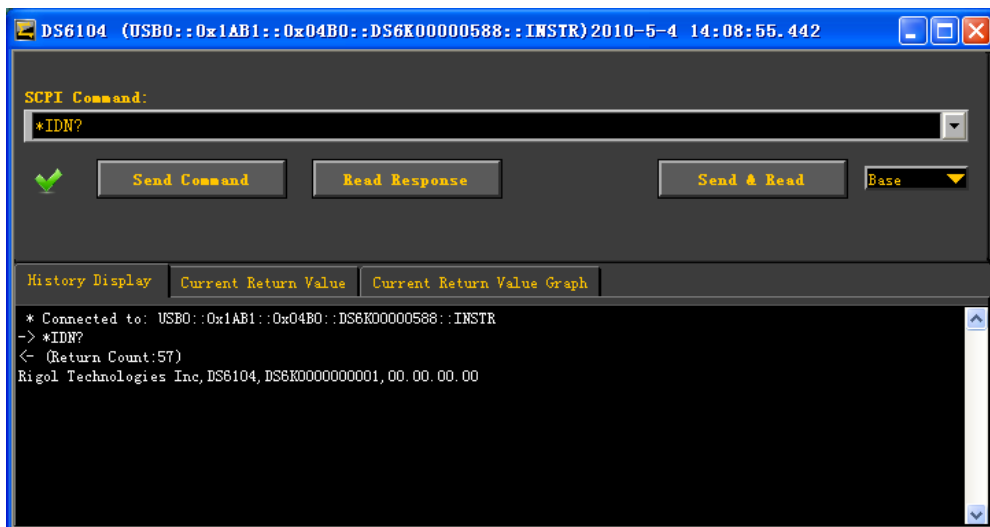 DS6104 (USB0::0x1AB1::0x04B0::DS6K00000588::INSTR)2010-5-4 14:08:55.442
SCPI Command:
*IDN?
Send Command Read Response Send & Read Base
History Display Current Return Value Current Return Value Graph
* Connected to: USB0::0x1AB1::0x04B0::DS6K00000588::INSTR
-> *IDN?
<- (Return Count:57)
Rigol Technologies Inc,DS6104,DS6K0000000001,00.00.00.00